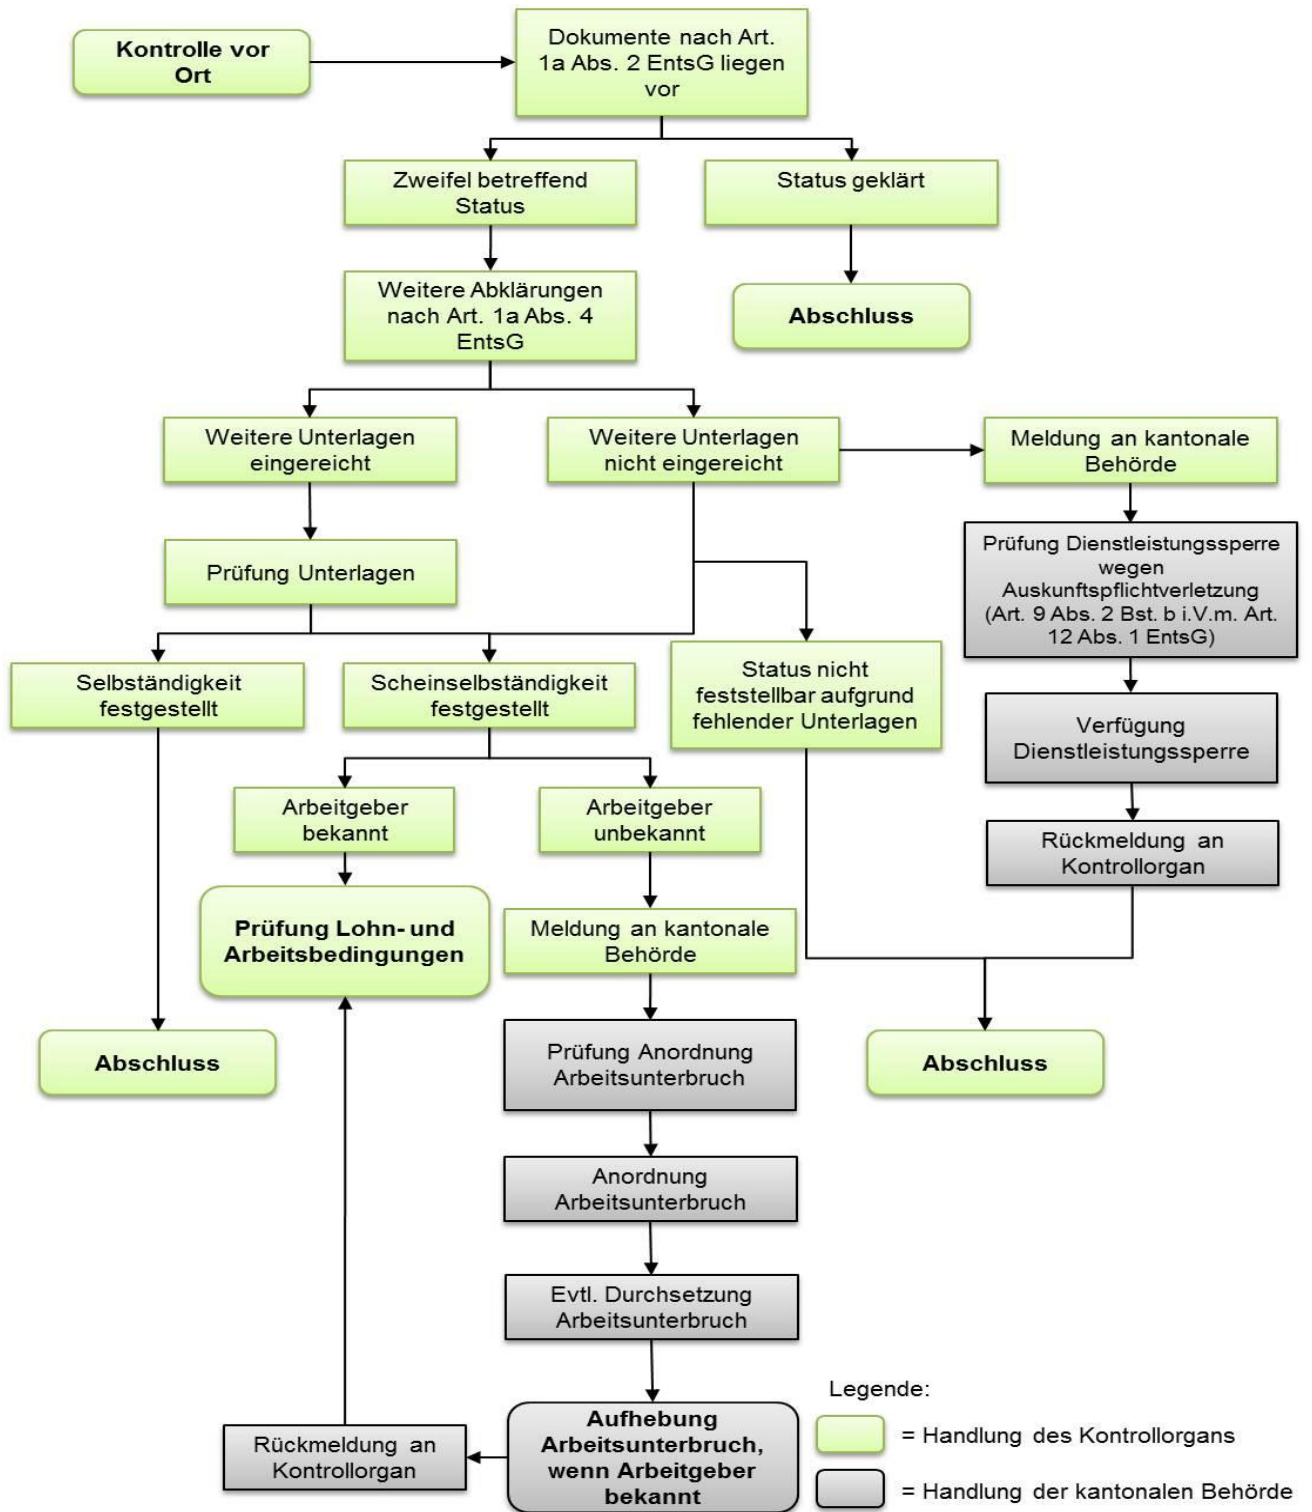 Kontrolle vor
Ort
Dokumente nach Art.
1a Abs. 2 EntsG liegen
vor
Zweifel betreffend
Status
Status geklärt
Weitere Abklärungen
nach Art. 1a Abs. 4
EntsG
Abschluss
Weitere Unterlagen
eingereicht
Weitere Unterlagen
nicht eingereicht
Meldung an kantonale
Behörde
Prüfung Unterlagen
Prüfung Dienstleistungssperre
wegen
Auskunftspflichtverletzung
(Art. 9 Abs. 2 Bst. b i.V.m. Art.
12 Abs. 1 EntsG)
Selbständigkeit
festgestellt
Scheinselbständigkeit
festgestellt
Status nicht
feststellbar aufgrund
fehlender Unterlagen
Verfügung
Dienstleistungssperre
Arbeitgeber
bekannt
Arbeitgeber
unbekannt
Rückmeldung an
Kontrollorgan
Prüfung Lohn- und
Arbeitsbedingungen
Meldung an kantonale
Behörde
Abschluss
Prüfung Anordnung
Arbeitsunterbruch
Abschluss
Anordnung
Arbeitsunterbruch
Evtl. Durchsetzung
Arbeitsunterbruch
Aufhebung
Arbeitsunterbruch,
wenn Arbeitgeber
bekannt
Rückmeldung an
Kontrollorgan
Legende:
= Handlung des Kontrollorgans
= Handlung der kantonalen Behörde